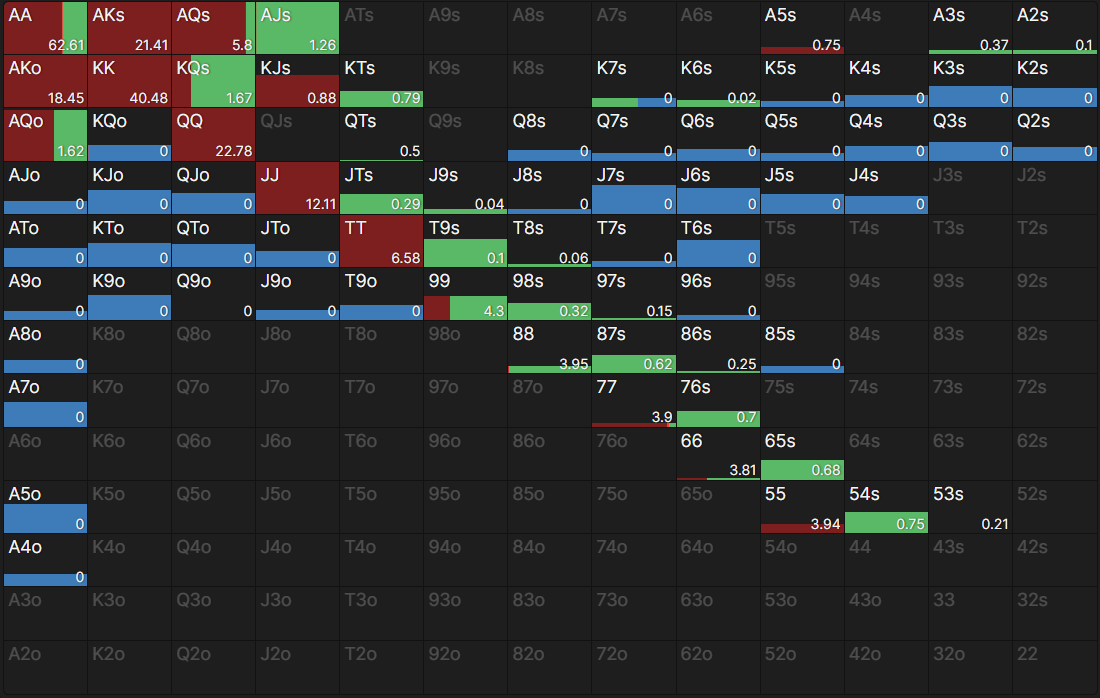 AA AKs AQs AJs ATs A9s A8s A7s A6s A5s A4s A3s A2s
62.61 21.41 5.8 1.26 0.75 0.37 0.1
AKo KK KQs KJs KTs K9s K8s K7s K6s K5s K4s K3s K2s
18.45 40.48 1.67 0.88 0.79 0 0.02 0 0 0 0
AQo KQo QQ QJs QTs Q9s Q8s Q7s Q6s Q5s Q4s Q3s Q2s
1.62 0 22.78 0.5 0 0 0 0 0 0 0
AJo KJo QJo JJ JTs J9s J8s J7s J6s J5s J4s J3s J2s
0 0 0 12.11 0.29 0.04 0 0 0 0 0
ATo KTo QTo JTo TT T9s T8s T7s T6s T5s T4s T3s T2s
0 0 0 0 6.58 0.1 0.06 0 0
A9o K9o Q9o J9o T9o 99 98s 97s 96s 95s 94s 93s 92s
0 0 0 0 0 4.3 0.32 0.15 0
A8o K8o Q8o J8o T8o 98o 88 87s 86s 85s 84s 83s 82s
0 3.95 0.62 0.25 0
A7o K7o Q7o J7o T7o 97o 87o 77 76s 75s 74s 73s 72s
0 3.9 0.7
A6o K6o Q6o J6o T6o 96o 86o 76o 66 65s 64s 63s 62s
3.81 0.68
A5o K5o Q5o J5o T5o 95o 85o 75o 65o 55 54s 53s 52s
0 3.94 0.75 0.21
A4o K4o Q4o J4o T4o 94o 84o 74o 64o 54o 44 43s 42s
0
A3o K3o Q3o J3o T3o 93o 83o 73o 63o 53o 43o 33 32s
A2o K2o Q2o J2o T2o 92o 82o 72o 62o 52o 42o 32o 22